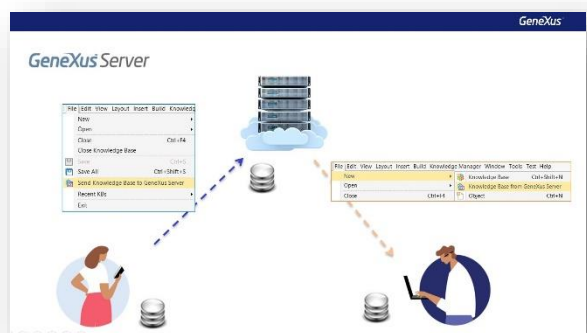 GeneXus
GeneXus Server
File Edit View Layout Insert Build Knowledg
New
Open
Close Ctrl+F4
Close Knowledge Base
Save Ctrl+S
Save All Ctrl+Shift+S
Send Knowledge Base to GeneXus Server
Recent KBs
Exit
File Edit View Layout Insert Build Knowledge Manager Window Tools Test Help
New
Knowledge Base Ctrl+Shift+N
Open
Knowledge Base from GeneXus Server
Close Ctrl+F4
Object Ctrl+N